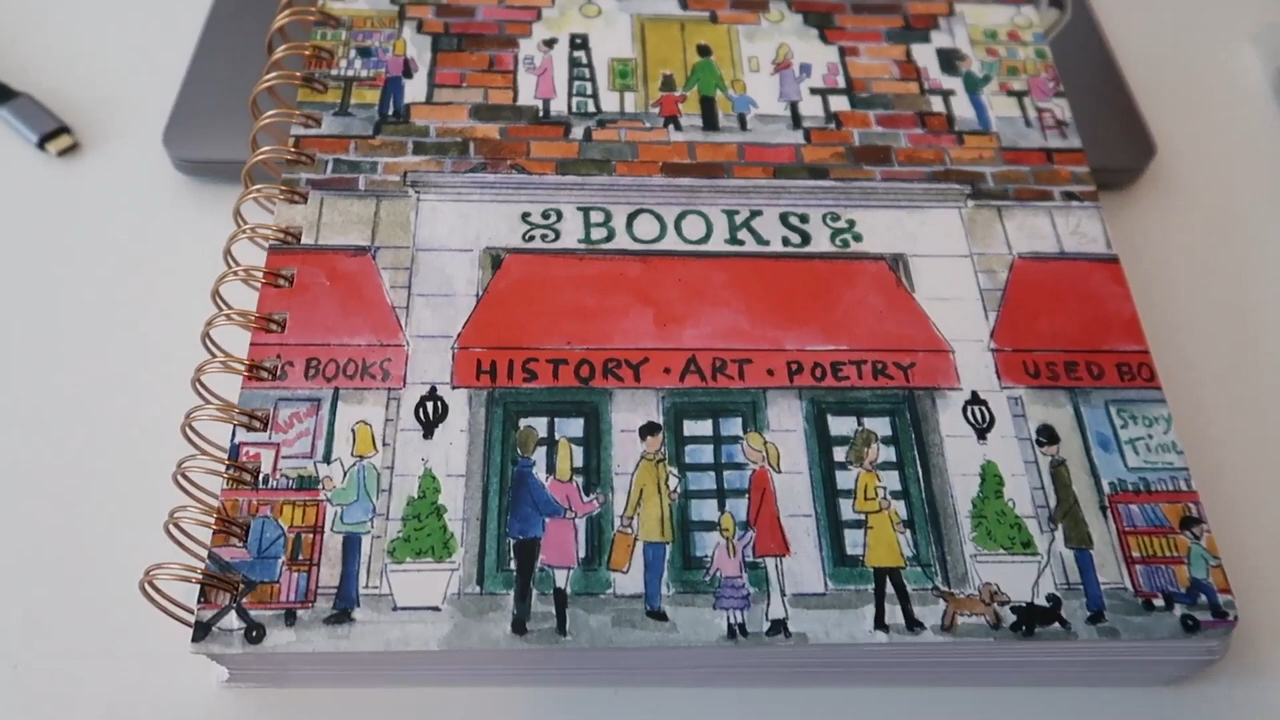 BOOKS
BOOKS
HISTORY · ART · POETRY
USED BO
Story
Time